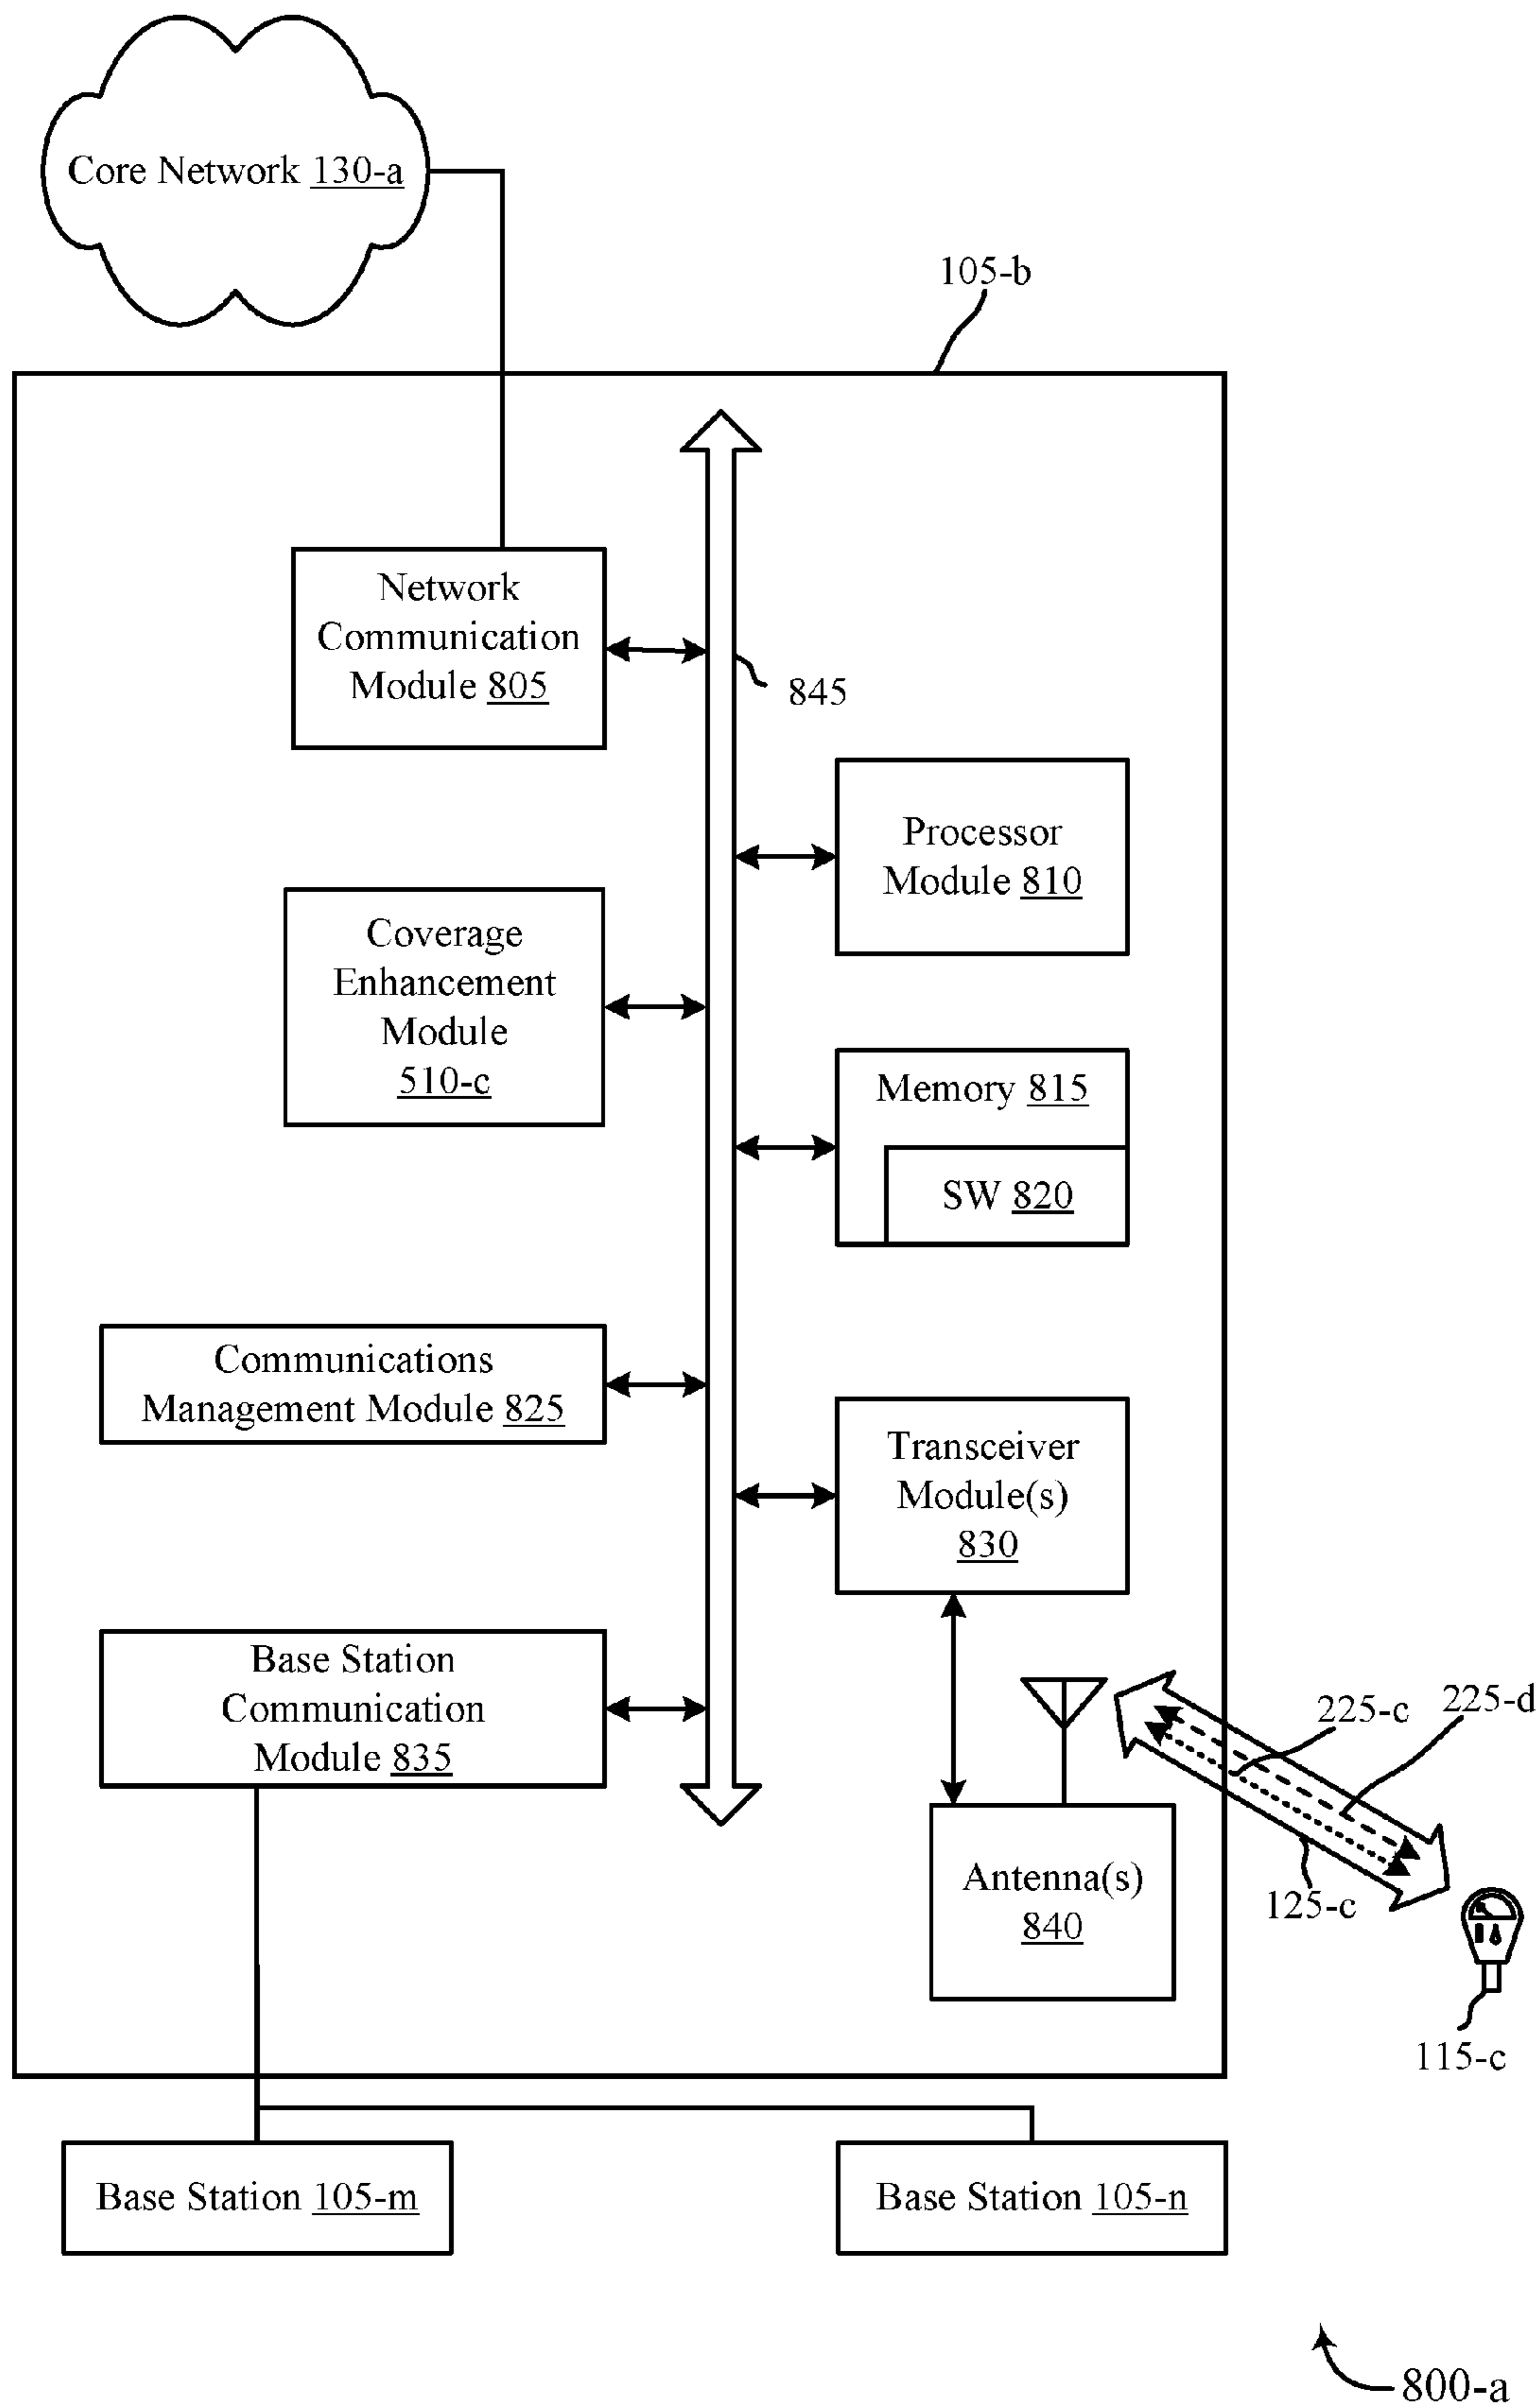 Core Network 130-a
105-b
Network
Communication
Module 805
845
Processor
Module 810
Coverage
Enhancement
Module
510-c
Memory 815
SW 820
Communications
Management Module 825
Transceiver
Module(s)
830
Base Station
Communication
Module 835
225-c
225-d
Antenna(s)
840
125-c
115-c
Base Station 105-m
Base Station 105-n
800-a